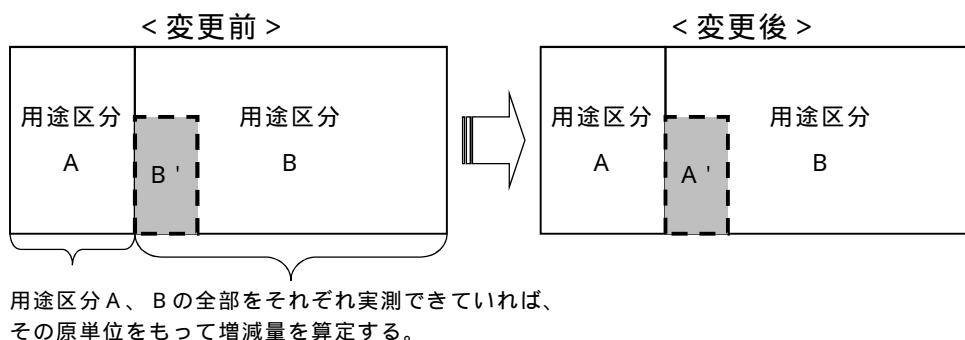 <変更前>
<変更後>
用途区分
A
B'
用途区分
B
用途区分
A
A'
用途区分
B
用途区分A、Bの全部をそれぞれ実測できていれば、
その原単位をもって増減量を算定する。